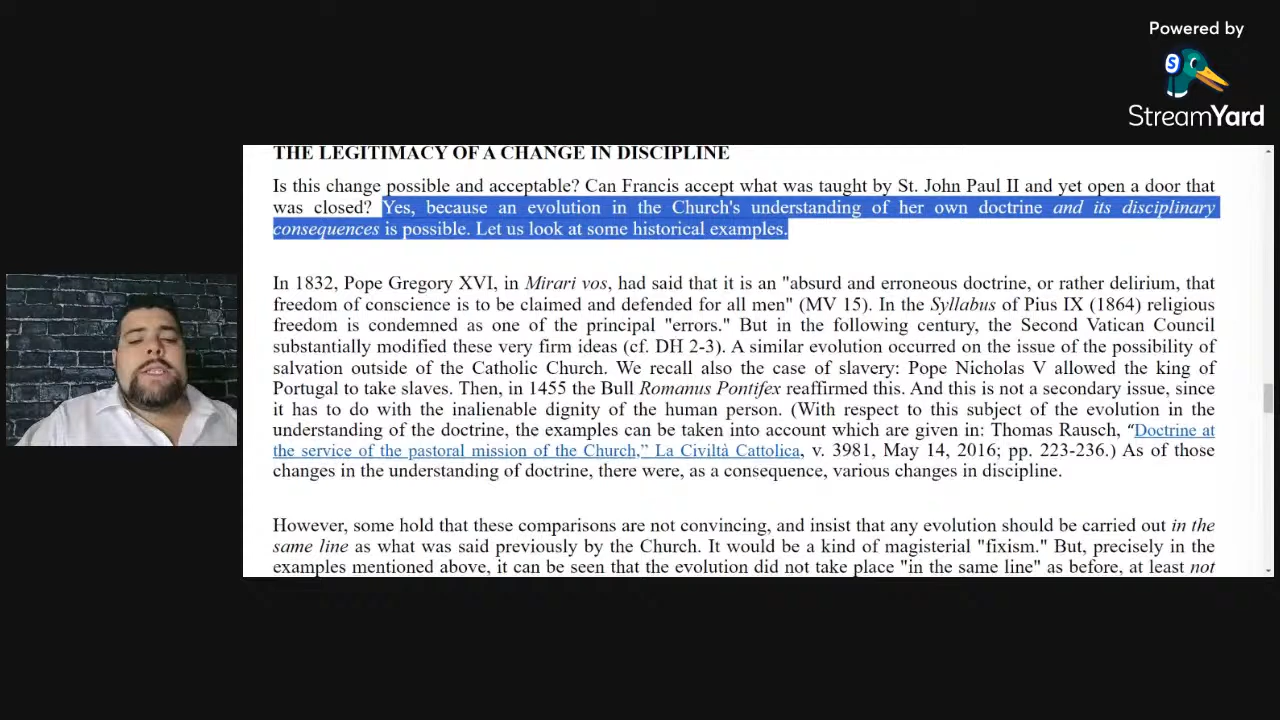 Powered by
S
StreamYard
THE LEGITIMACY OF A CHANGE IN DISCIPLINE
Is this change possible and acceptable? Can Francis accept what was taught by St. John Paul II and yet open a door that
was closed? Yes, because an evolution in the Church's understanding of her own doctrine and its disciplinary
consequences is possible. Let us look at some historical examples.
In 1832, Pope Gregory XVI, in Mirari vos, had said that it is an "absurd and erroneous doctrine, or rather delirium, that
freedom of conscience is to be claimed and defended for all men" (MV 15). In the Syllabus of Pius IX (1864) religious
freedom is condemned as one of the principal "errors." But in the following century, the Second Vatican Council
substantially modified these very firm ideas (cf. DH 2-3). A similar evolution occurred on the issue of the possibility of
salvation outside of the Catholic Church. We recall also the case of slavery: Pope Nicholas V allowed the king of
Portugal to take slaves. Then, in 1455 the Bull Romanus Pontifex reaffirmed this. And this is not a secondary issue, since
it has to do with the inalienable dignity of the human person. (With respect to this subject of the evolution in the
understanding of the doctrine, the examples can be taken into account which are given in: Thomas Rausch, “Doctrine at
the service of the pastoral mission of the Church,” La Civiltà Cattolica, v. 3981, May 14, 2016; pp. 223-236.) As of those
changes in the understanding of doctrine, there were, as a consequence, various changes in discipline.
However, some hold that these comparisons are not convincing, and insist that any evolution should be carried out in the
same line as what was said previously by the Church. It would be a kind of magisterial "fixism." But, precisely in the
examples mentioned above, it can be seen that the evolution did not take place "in the same line" as before, at least not